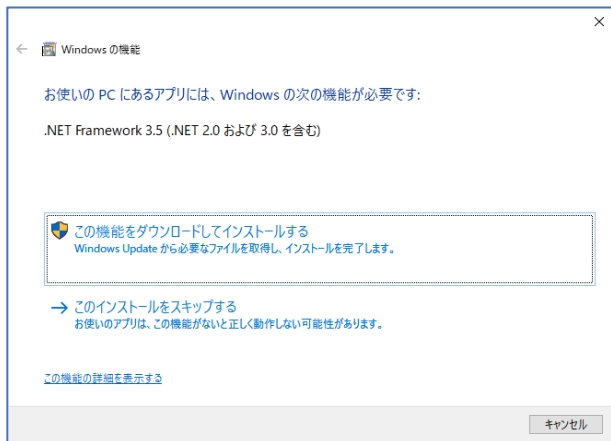 Windows の機能
お使いの PC にあるアプリには、Windows の次の機能が必要です:
.NET Framework 3.5 (.NET 2.0 および 3.0 を含む)
この機能をダウンロードしてインストールする
Windows Update から必要なファイルを取得し、インストールを完了します。
このインストールをスキップする
お使いのアプリは、この機能がないと正しく動作しない可能性があります。
この機能の詳細を表示する
キャンセル